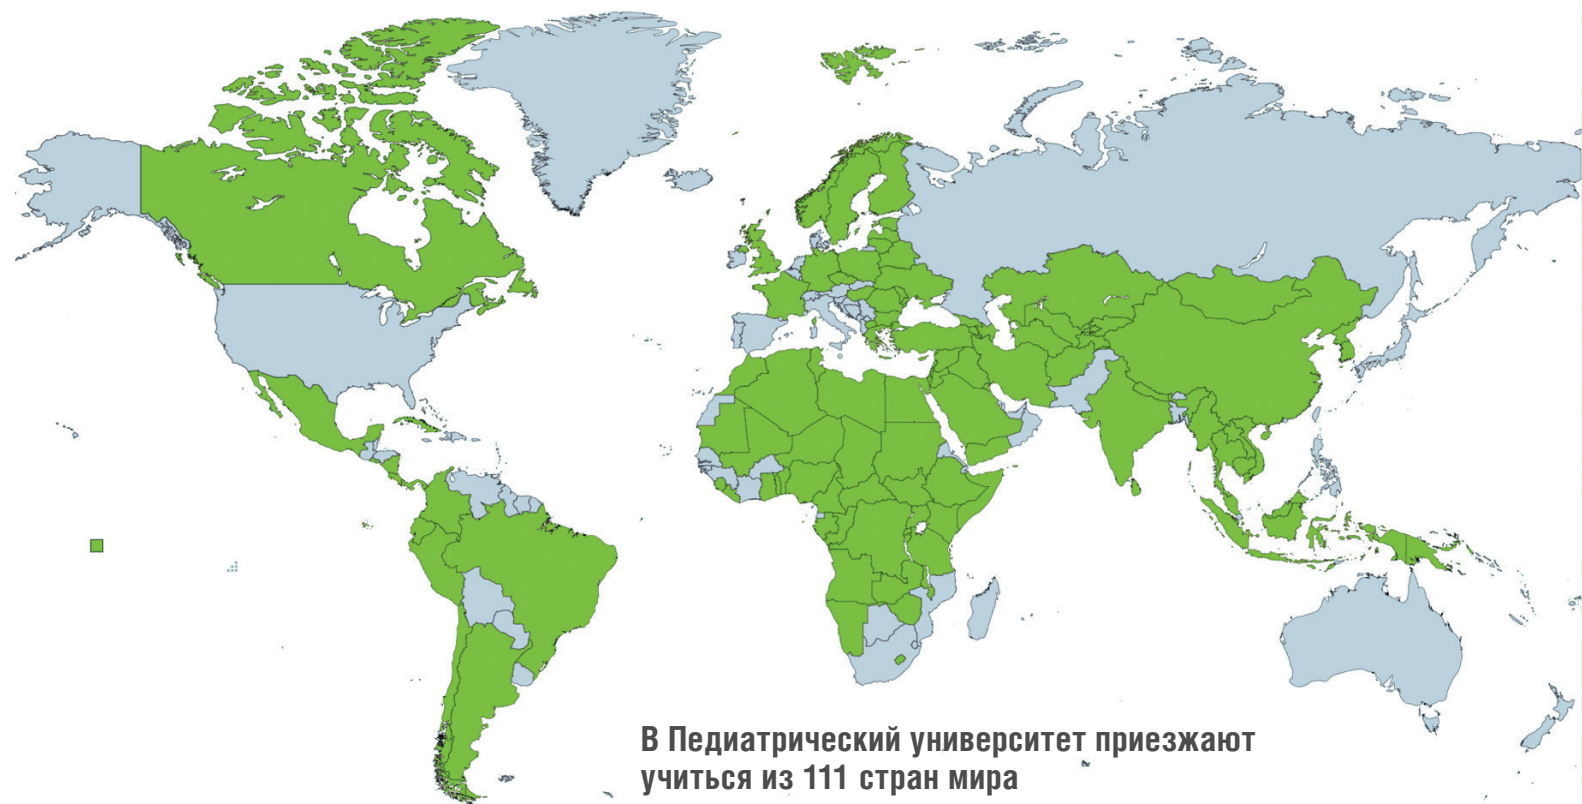 В Педиатрический университет приезжают
учиться из 111 стран мира